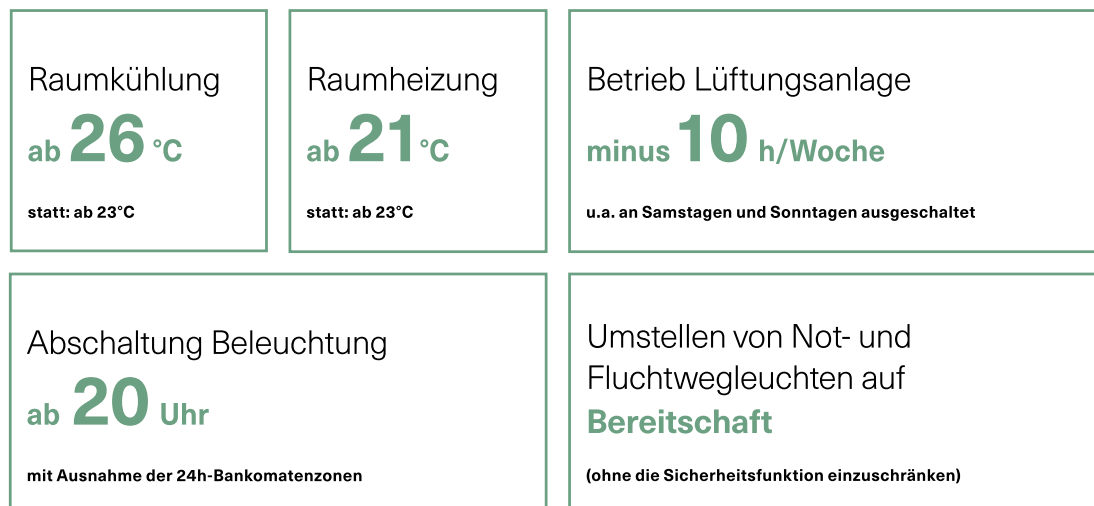 Raumkühlung
ab 26 °C
statt: ab 23°C
Raumheizung
ab 21 °C
statt: ab 23°C
Betrieb Lüftungsanlage
minus 10 h/Woche
u.a. an Samstagen und Sonntagen ausgeschaltet
Abschaltung Beleuchtung
ab 20 Uhr
mit Ausnahme der 24h-Bankomatenzonen
Umstellen von Not- und
Fluchtwegleuchten auf
Bereitschaft
(ohne die Sicherheitsfunktion einzuschränken)